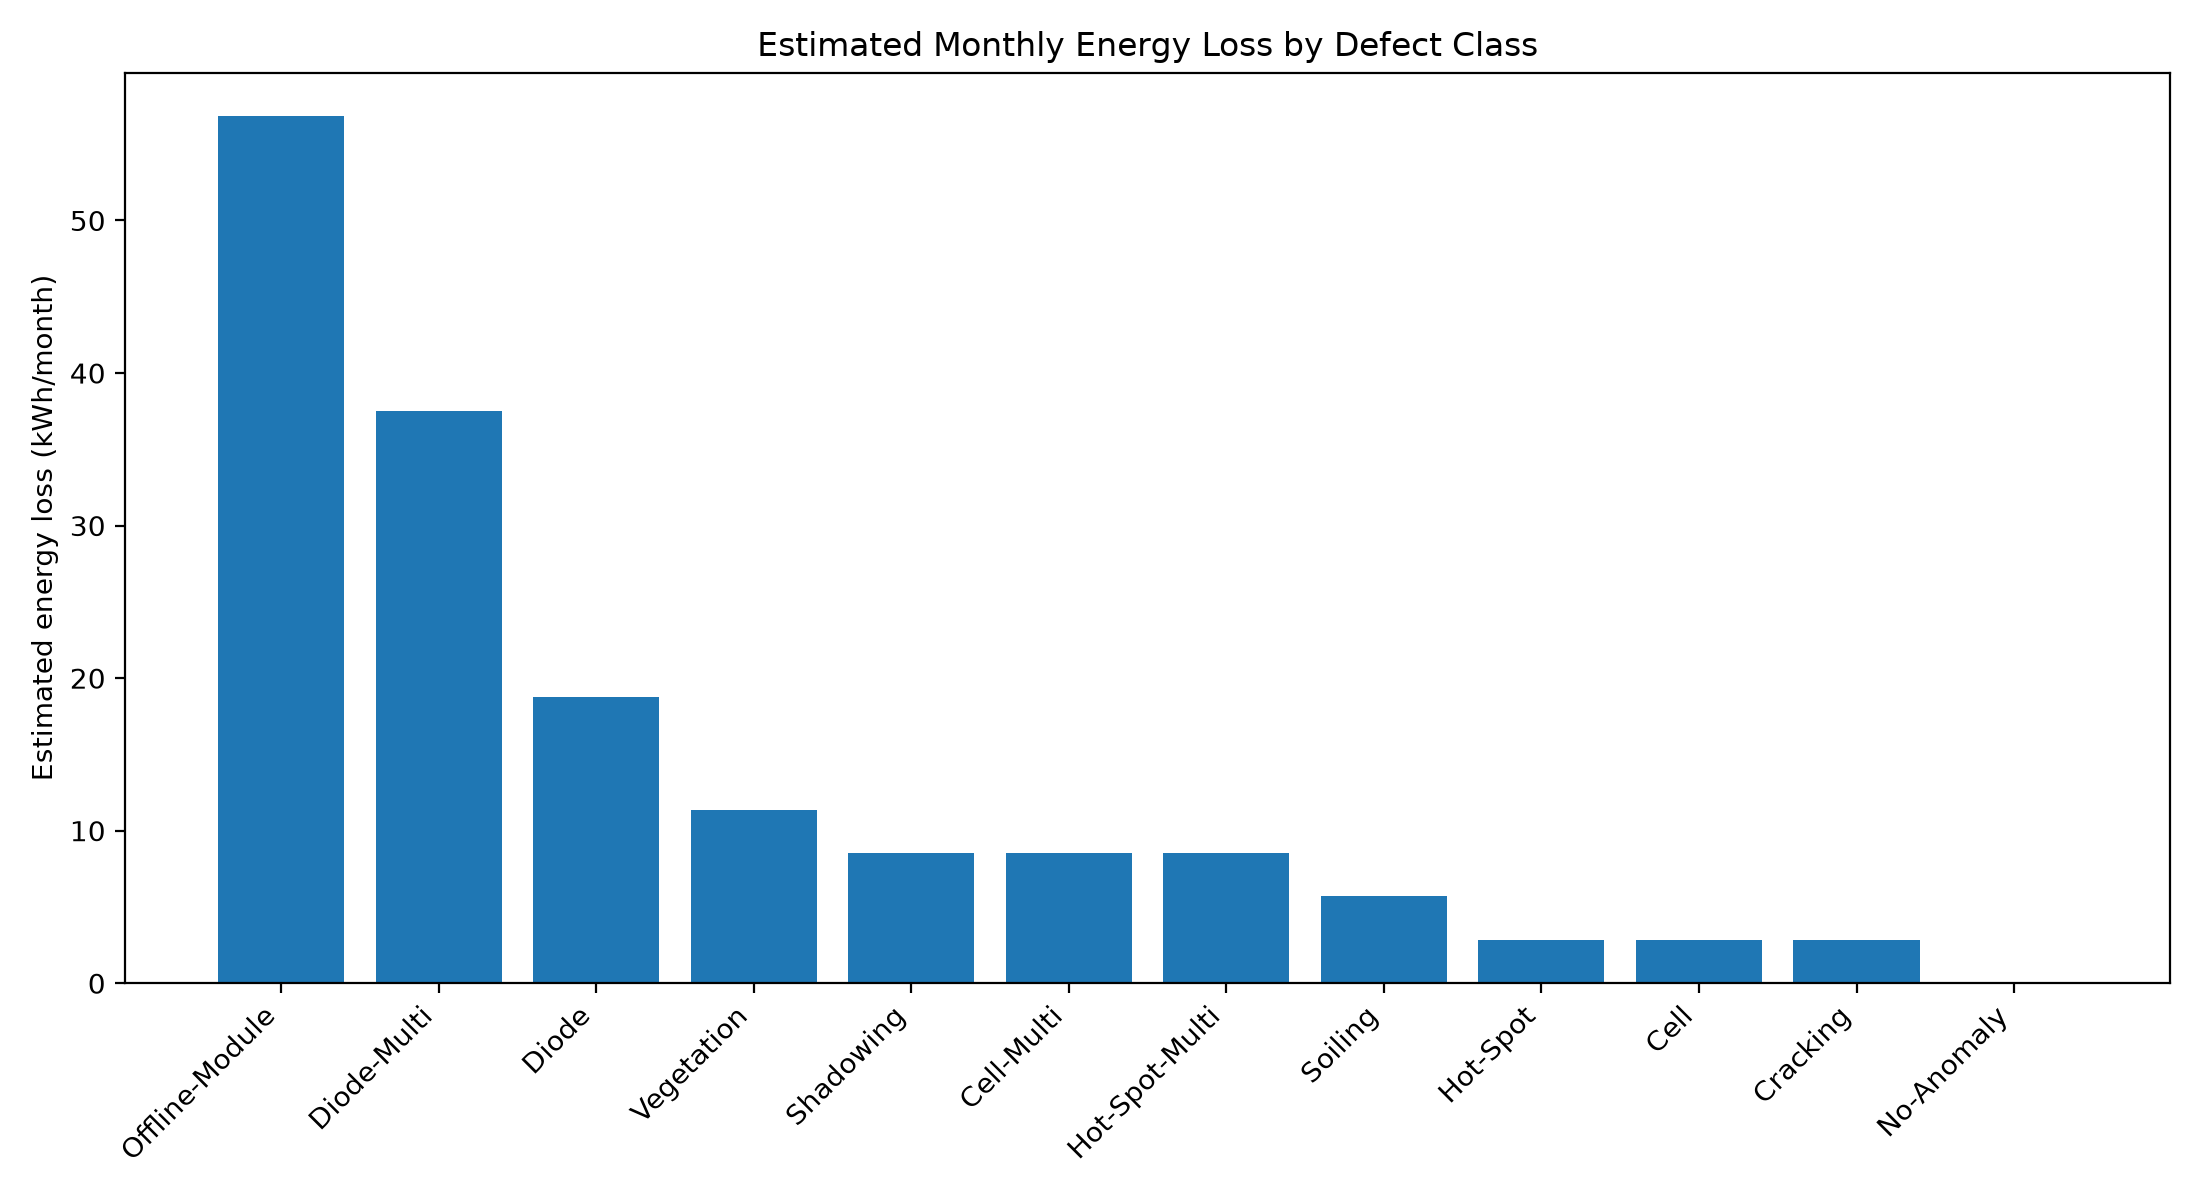 Estimated Monthly Energy Loss by Defect Class
Estimated energy loss (kWh/month)
50
40
30
20
10
0
Offline-Module
Diode-Multi
Diode
Vegetation
Shadowing
Cell-Multi
Hot-Spot-Multi
Soiling
Hot-Spot
Cell
Cracking
No-Anomaly